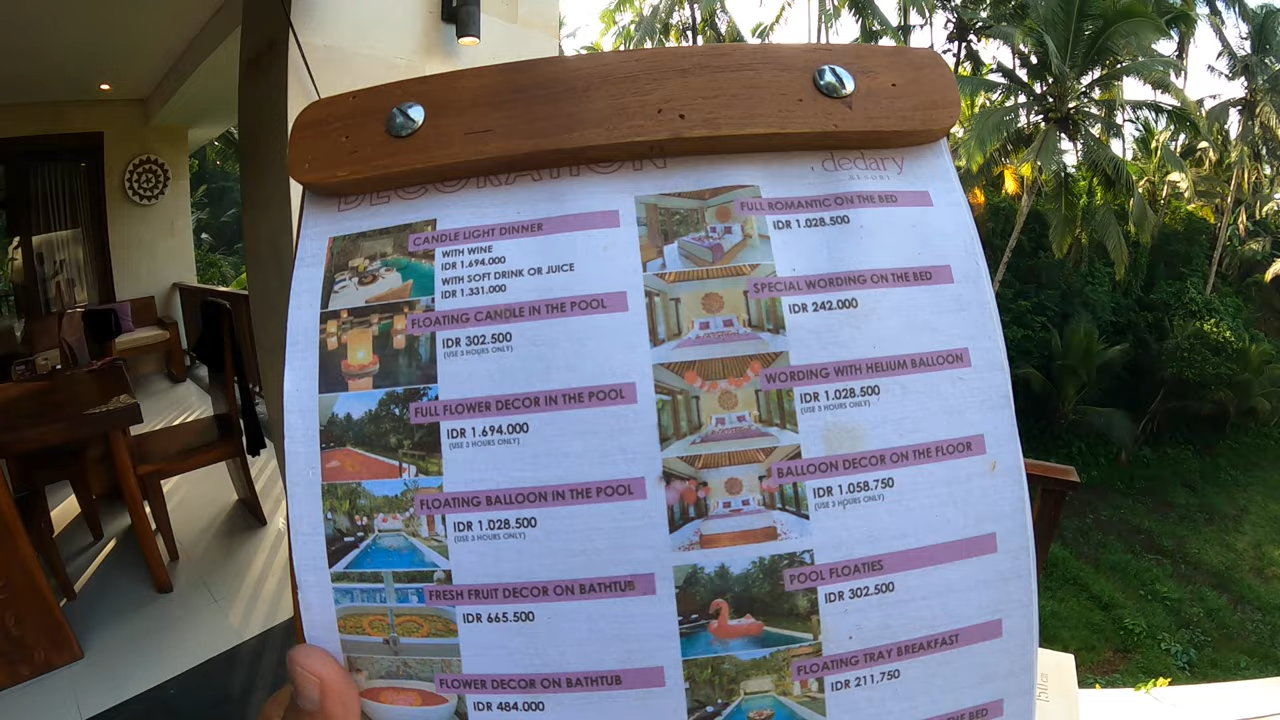 DECORATION
dedary
RESORT
CANDLE LIGHT DINNER
WITH WINE
IDR 1.694.000
WITH SOFT DRINK OR JUICE
IDR 1.331.000
FLOATING CANDLE IN THE POOL
IDR 302.500
(USE 3 HOURS ONLY)
FULL FLOWER DECOR IN THE POOL
IDR 1.694.000
(USE 3 HOURS ONLY)
FLOATING BALLOON IN THE POOL
IDR 1.028.500
(USE 3 HOURS ONLY)
FRESH FRUIT DECOR ON BATHTUB
IDR 665.500
FLOWER DECOR ON BATHTUB
IDR 484.000
FULL ROMANTIC ON THE BED
IDR 1.028.500
SPECIAL WORDING ON THE BED
IDR 242.000
WORDING WITH HELIUM BALLOON
IDR 1.028.500
(USE 3 HOURS ONLY)
BALLOON DECOR ON THE FLOOR
IDR 1.058.750
(USE 3 HOURS ONLY)
POOL FLOATIES
IDR 302.500
FLOATING TRAY BREAKFAST
IDR 211,750
THE BED
150 cm